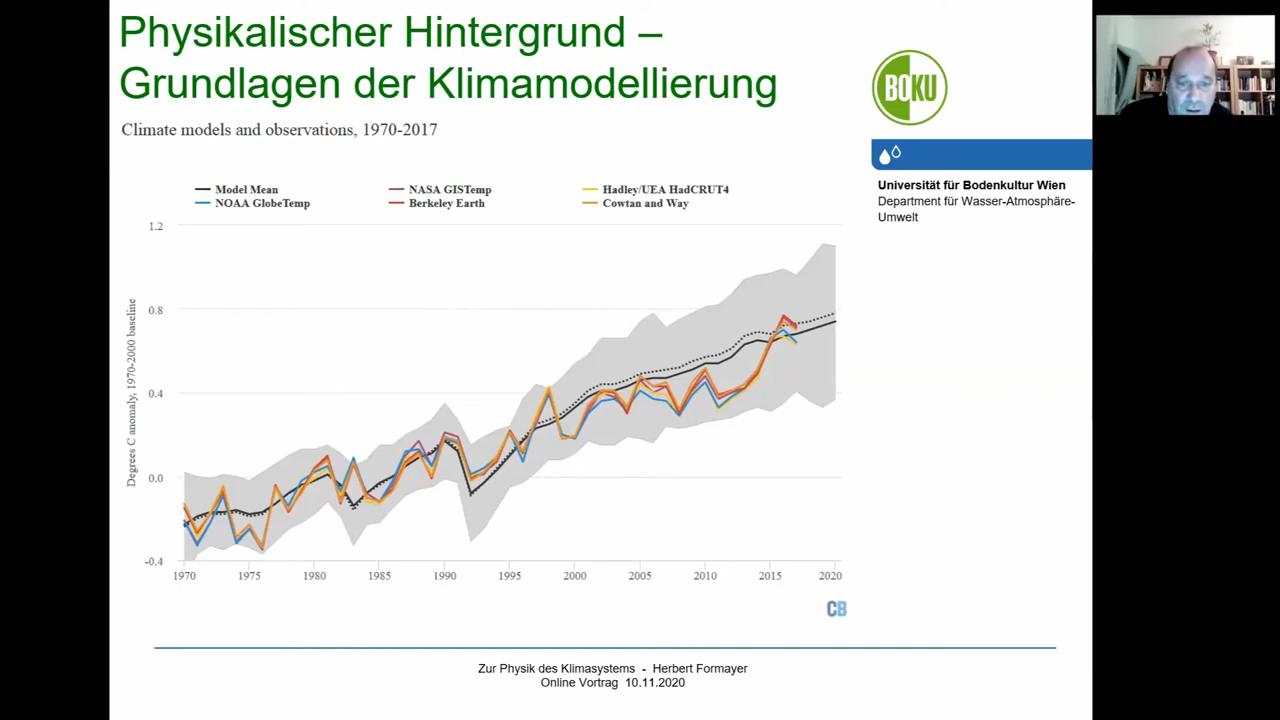 Physikalischer Hintergrund –
Grundlagen der Klimamodellierung
BOKU
Universität für Bodenkultur Wien
Department für Wasser-Atmosphäre-
Umwelt
Climate models and observations, 1970-2017
Model Mean
NASA GISTemp
Hadley/UEA HadCRUT4
NOAA GlobeTemp
Berkeley Earth
Cowtan and Way
Degrees C anomaly, 1970-2000 baseline
1.2
0.8
0.4
0.0
-0.4
1970 1975 1980 1985 1990 1995 2000 2005 2010 2015 2020
CB
Zur Physik des Klimasystems - Herbert Formayer
Online Vortrag 10.11.2020